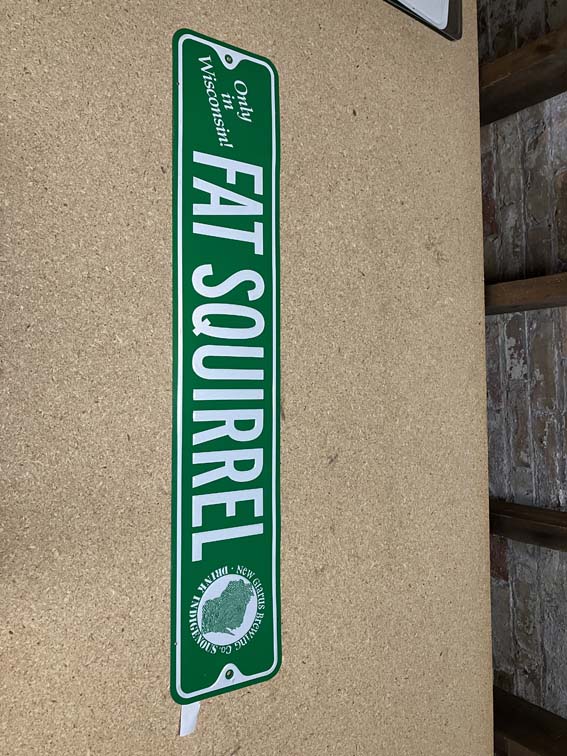 Only
in
Wisconsin!
FAT SQUIRREL
New Glarus Brewing Co.
DRINK INDIGENOUS